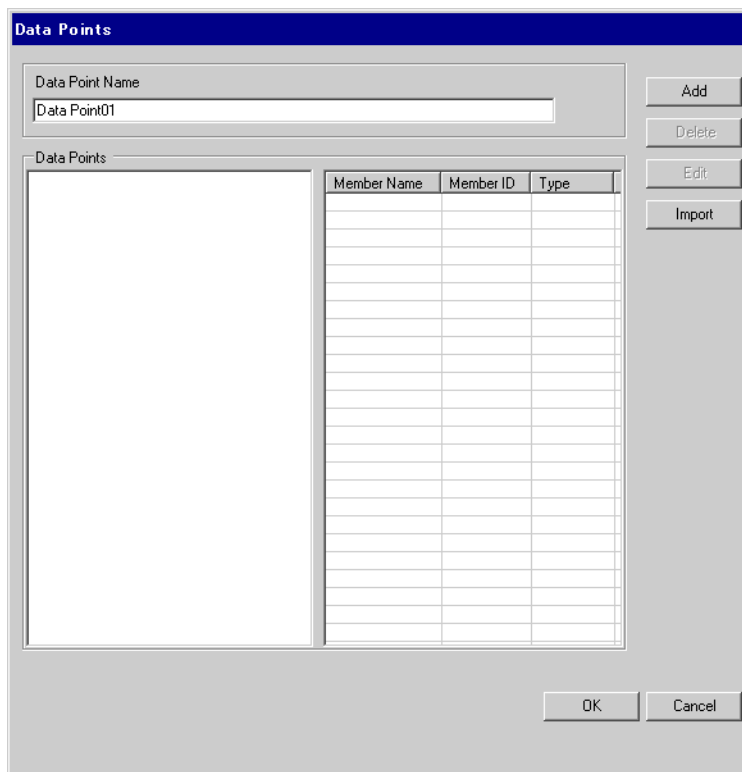 Data Points
Data Point Name
Data Point01
Add
Delete
Edit
Import
Data Points
Member Name Member ID Type
OK Cancel